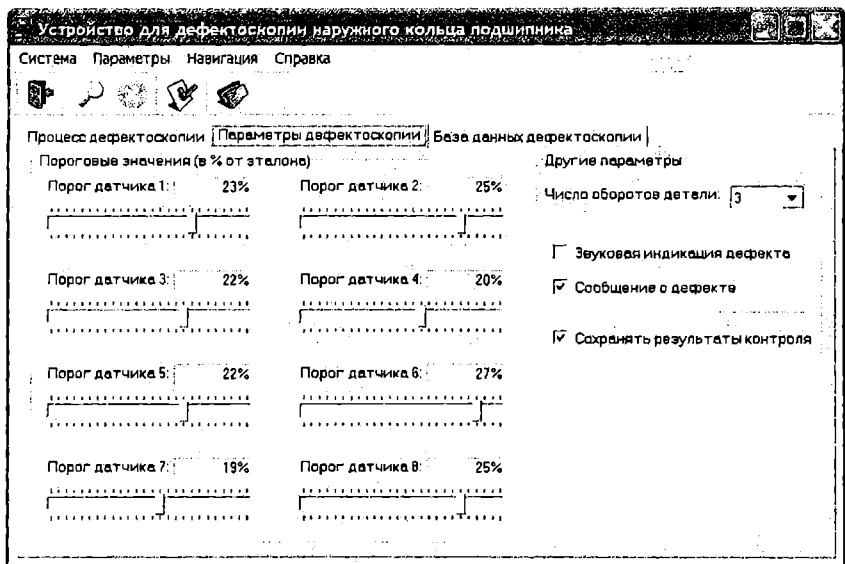 Устройство для дефектоскопии наружного кольца подшипника
Система Параметры Навигация Справка
Процесс дефектоскопии Параметры дефектоскопии База данных дефектоскопии
Пороговые значения (в % от эталона) Другие параметры
Порог датчика 1: 23% Порог датчика 2: 25% Число оборотов детали: 3
Звуковая индикация дефекта
Порог датчика 3: 22% Порог датчика 4: 20% Сообщение о дефекте
Сохранять результаты контроля
Порог датчика 5: 22% Порог датчика 6: 27%
Порог датчика 7: 19% Порог датчика 8: 25%